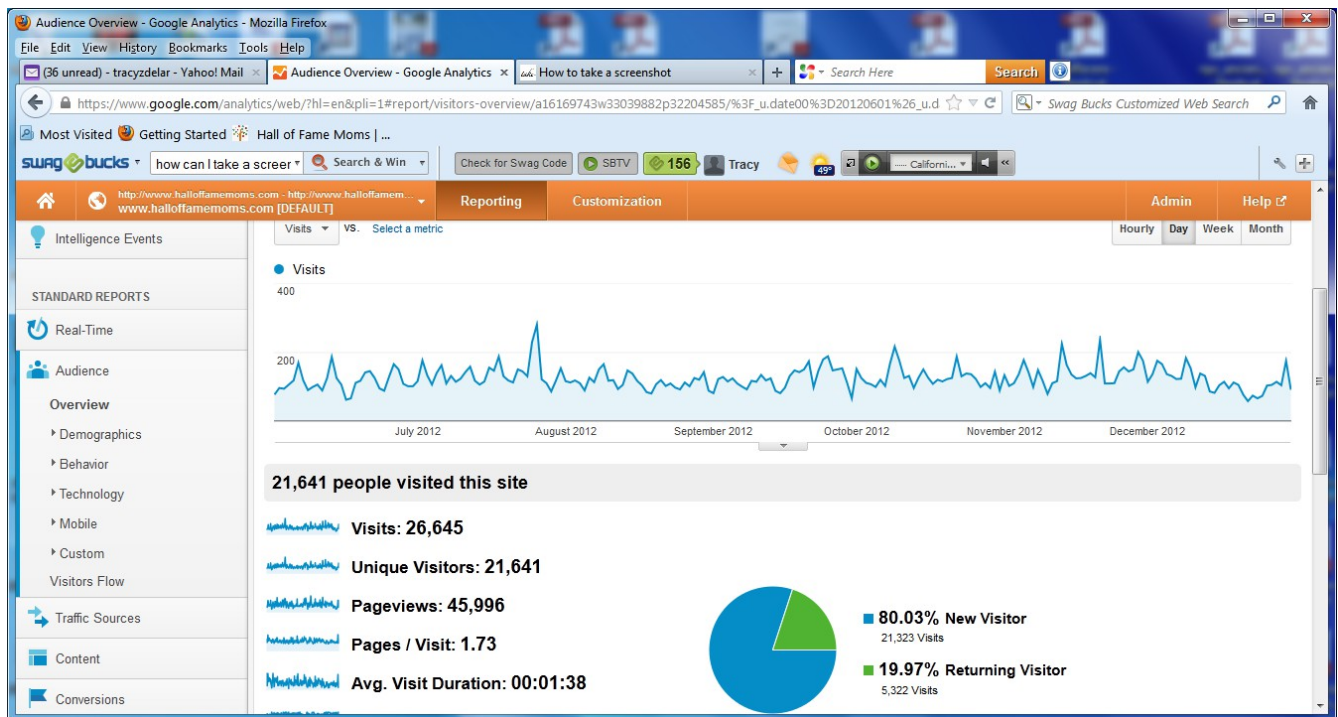 Audience Overview - Google Analytics - Mozilla Firefox
File Edit View History Bookmarks Tools Help
(36 unread) - tracyzdelar - Yahoo! Mail × Audience Overview - Google Analytics × How to take a screenshot × + Search Here Search
https://www.google.com/analytics/web/?hl=en&pli=1#report/visitors-overview/a16169743w33039882p32204585/%3F_u.date00%3D20120601%26_u.d Swag Bucks Customized Web Search
Most Visited Getting Started Hall of Fame Moms | ...
swagbucks how can I take a screer Search & Win Check for Swag Code SBTV 156 Tracy 49° ..... Californi...
http://www.halloffamemoms.com - http://www.halloffamem...
www.halloffamemoms.com [DEFAULT]
Reporting Customization Admin Help
Intelligence Events
STANDARD REPORTS
Real-Time
Audience
Overview
Demographics
Behavior
Technology
Mobile
Custom
Visitors Flow
Traffic Sources
Content
Conversions
Visits VS. Select a metric
Hourly Day Week Month
Visits
400
200
July 2012 August 2012 September 2012 October 2012 November 2012 December 2012
21,641 people visited this site
Visits: 26,645
Unique Visitors: 21,641
Pageviews: 45,996
Pages / Visit: 1.73
Avg. Visit Duration: 00:01:38
80.03% New Visitor
21,323 Visits
19.97% Returning Visitor
5,322 Visits